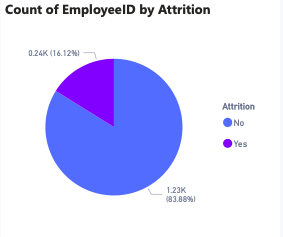 Count of EmployeeID by Attrition
0.24K (16.12%)
Attrition
No
Yes
1.23K
(83.88%)